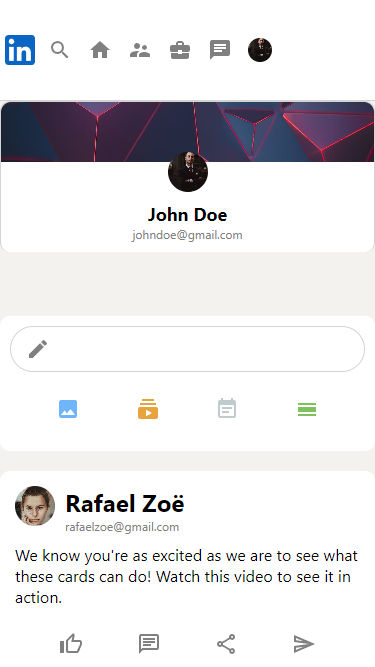 in
John Doe
johndoe@gmail.com
Rafael Zoë
rafaelzoe@gmail.com
We know you're as excited as we are to see what
these cards can do! Watch this video to see it in
action.